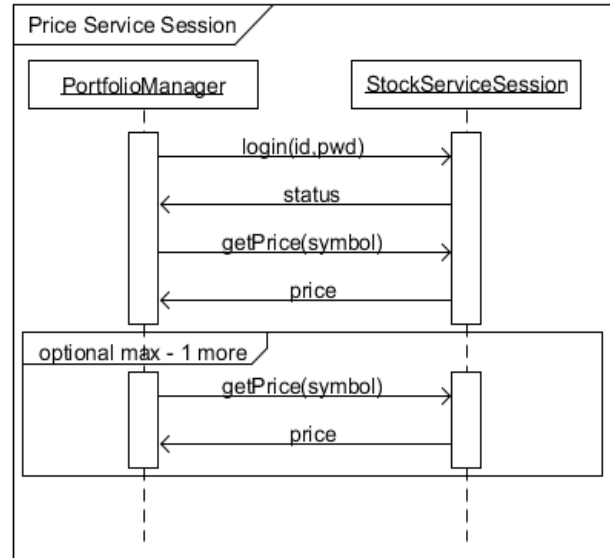 Price Service Session
PortfolioManager
StockServiceSession
login(id,pwd)
status
getPrice(symbol)
price
optional max - 1 more
getPrice(symbol)
price